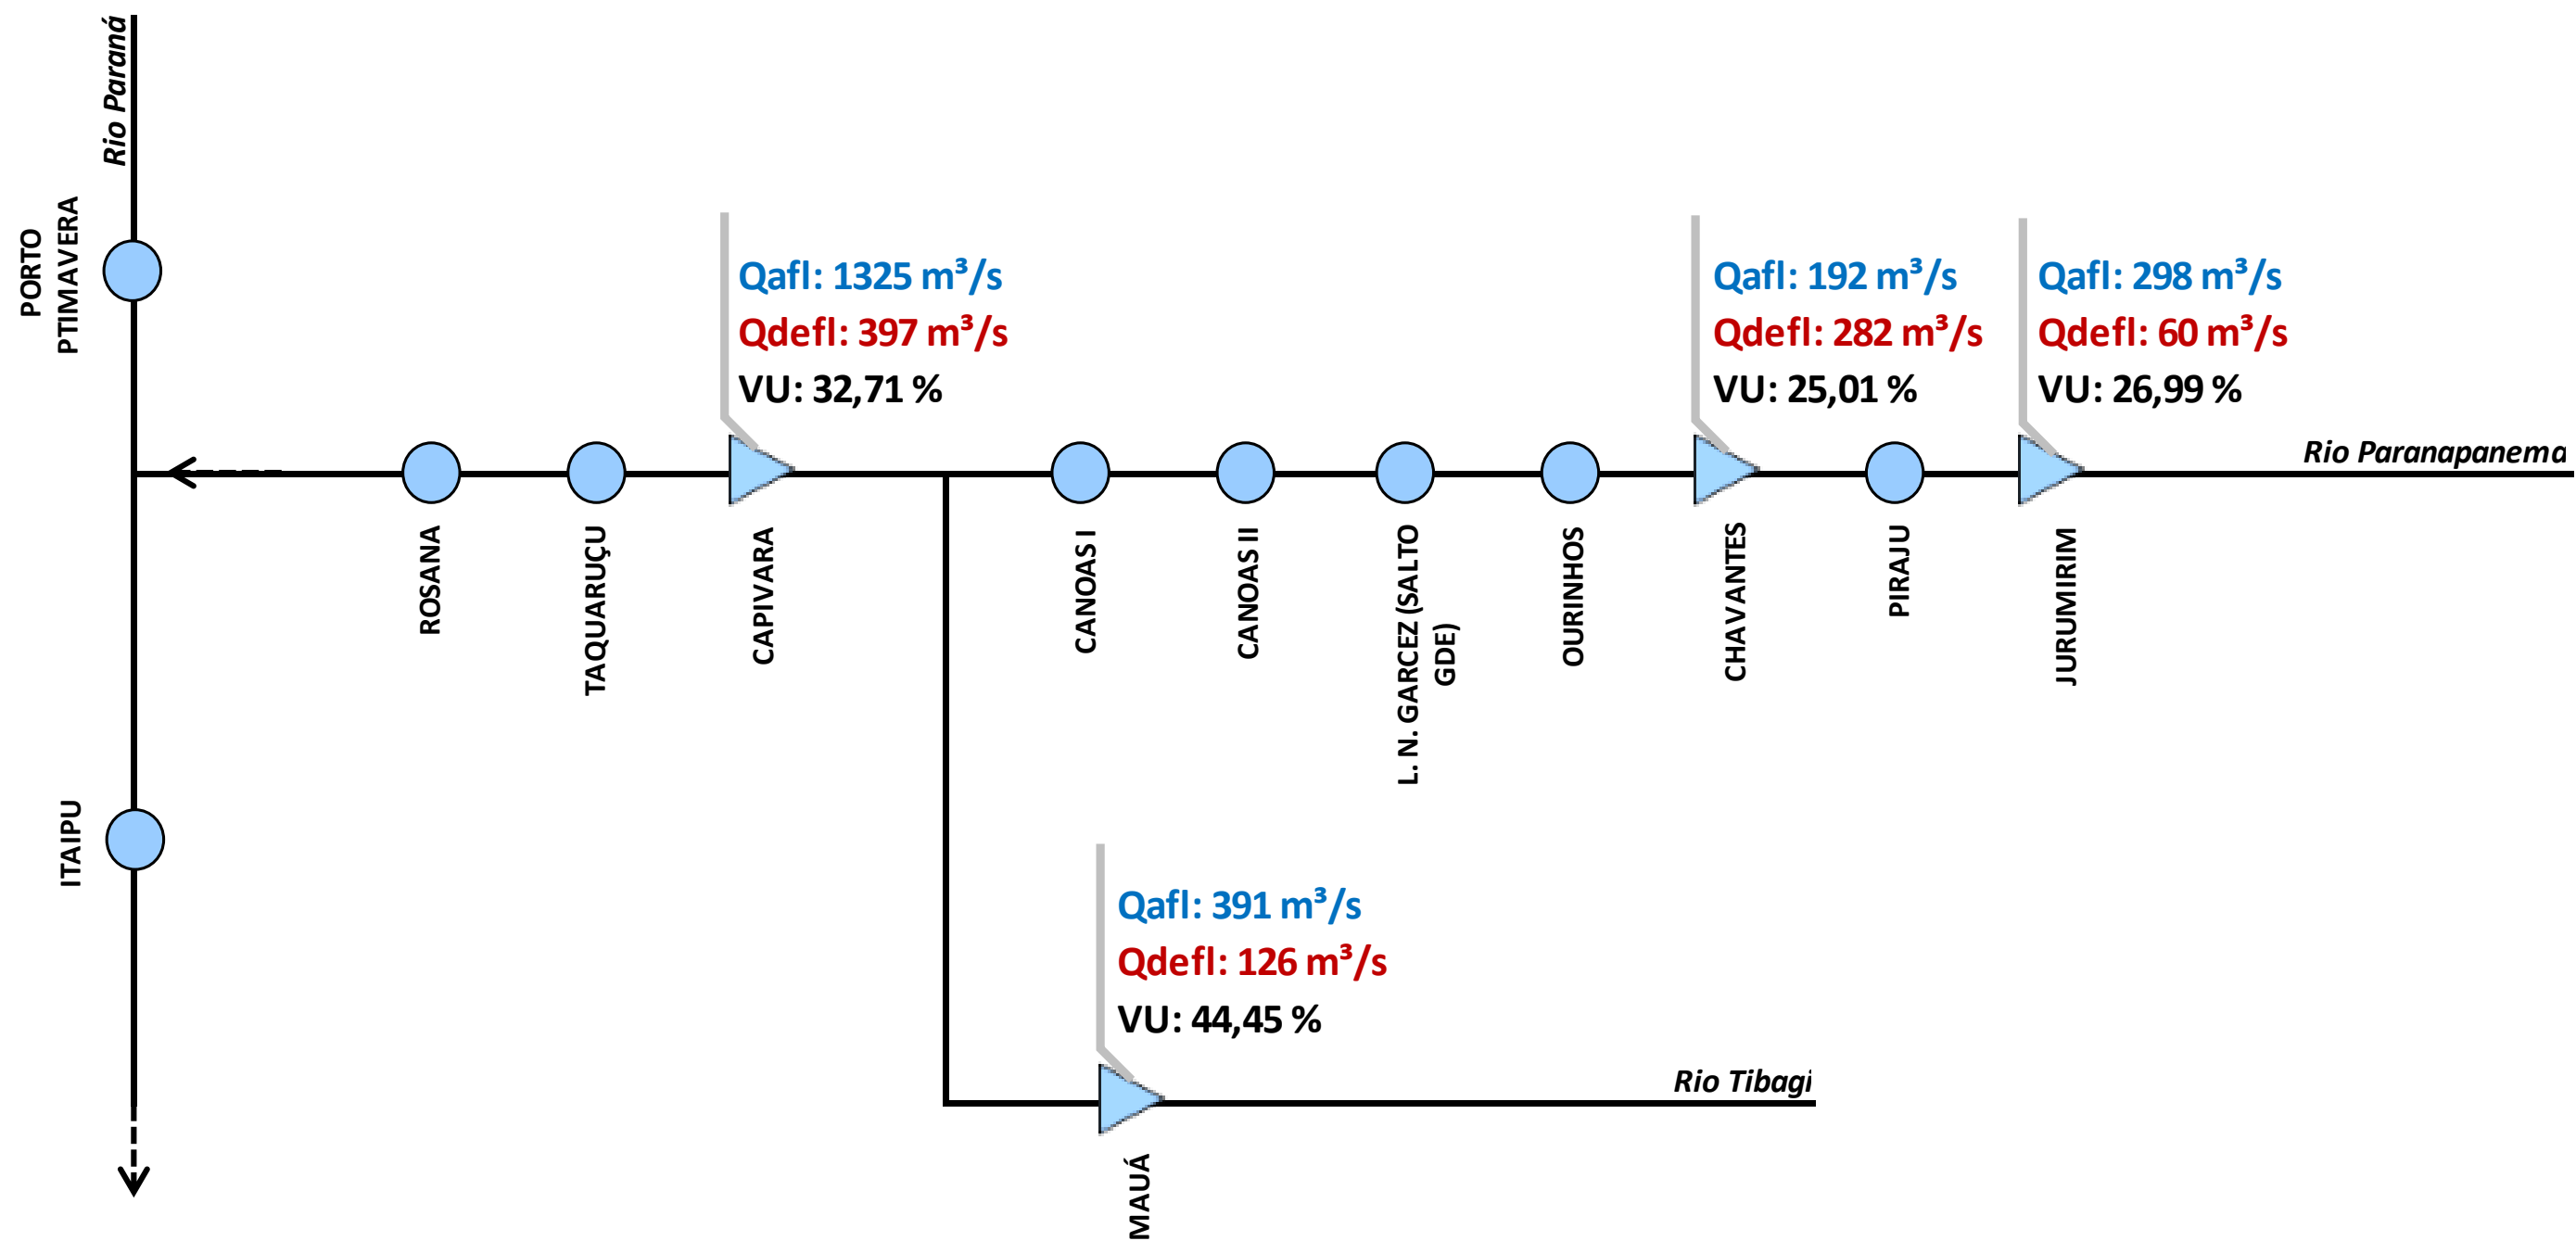 Rio Paraná
PORTO
PTIMAVERA
Qafl: 1325 m³/s
Qdefl: 397 m³/s
VU: 32,71 %
Qafl: 192 m³/s
Qdefl: 282 m³/s
VU: 25,01 %
Qafl: 298 m³/s
Qdefl: 60 m³/s
VU: 26,99 %
Rio Paranapanema
ROSANA
TAQUARUÇU
CAPIVARA
CANOAS I
CANOAS II
L. N. GARCEZ (SALTO
GDE)
OURINHOS
CHAVANTES
PIRAJU
JURUMIRIM
ITAIPU
Qafl: 391 m³/s
Qdefl: 126 m³/s
VU: 44,45 %
Rio Tibagi
MAUÁ